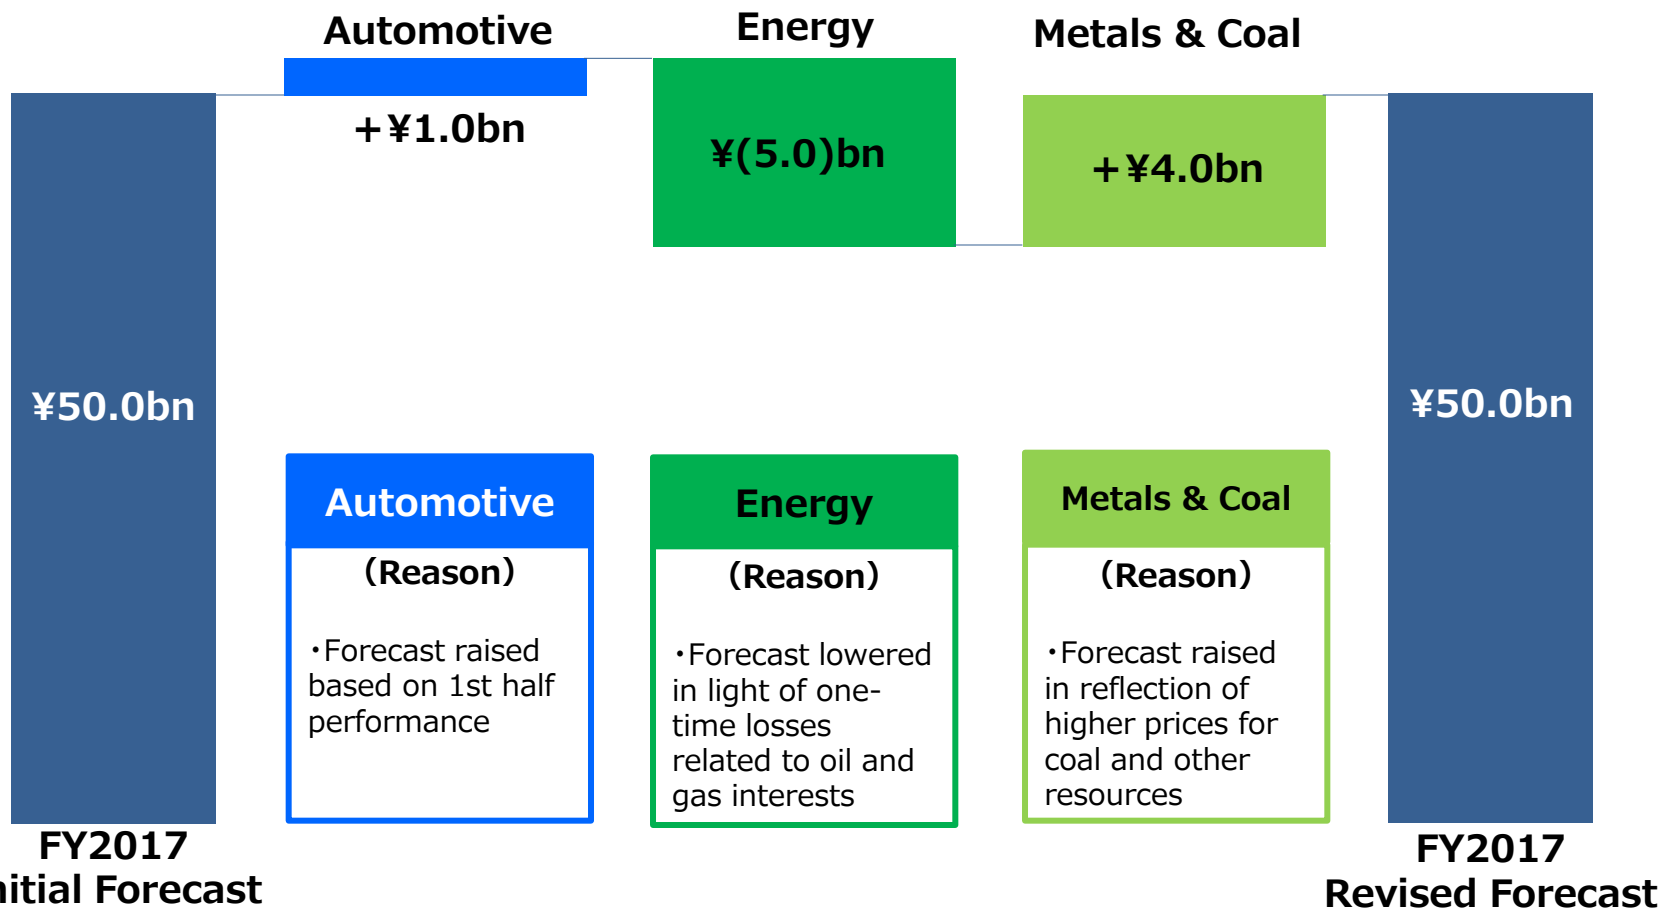 Automotive
Energy
Metals & Coal
+¥1.0bn
¥(5.0)bn
+¥4.0bn
¥50.0bn
¥50.0bn
Automotive
(Reason)
・Forecast raised
based on 1st half
performance
Energy
(Reason)
・Forecast lowered
in light of one-
time losses
related to oil and
gas interests
Metals & Coal
(Reason)
・Forecast raised
in reflection of
higher prices for
coal and other
resources
FY2017
nitial Forecast
FY2017
Revised Forecast